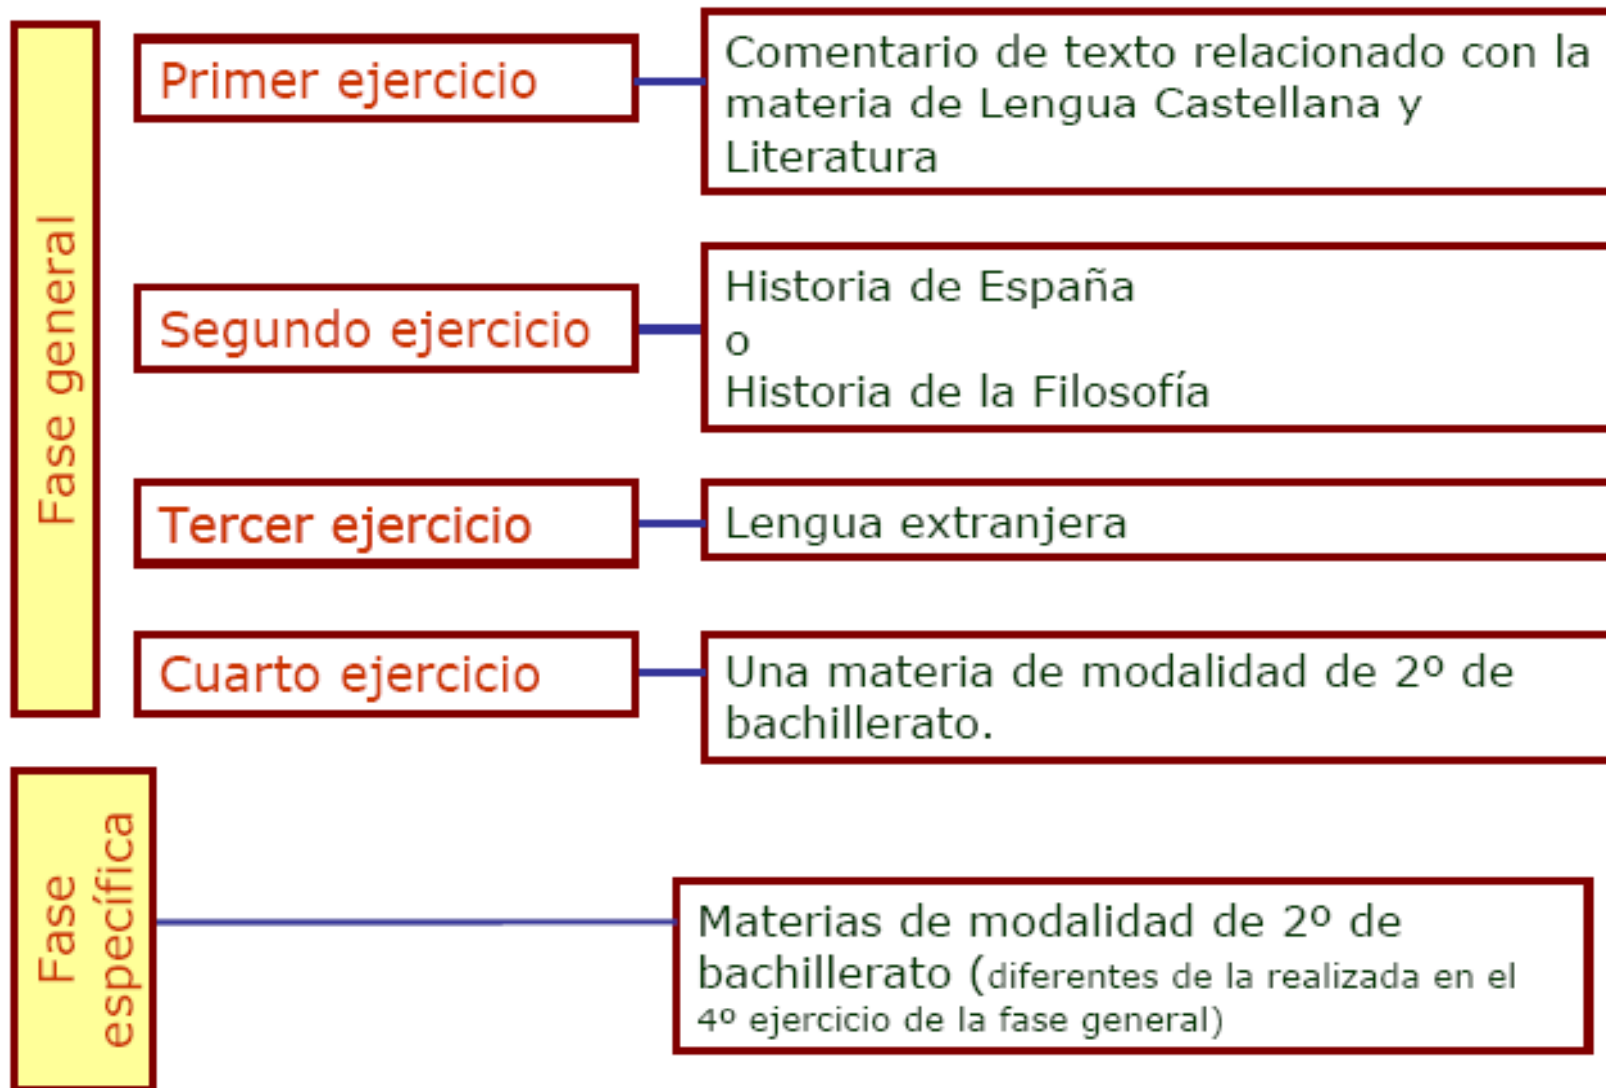 Fase general
Primer ejercicio
Comentario de texto relacionado con la
materia de Lengua Castellana y
Literatura
Segundo ejercicio
Historia de España
o
Historia de la Filosofía
Tercer ejercicio
Lengua extranjera
Cuarto ejercicio
Una materia de modalidad de 2º de
bachillerato.
Fase
específica
Materias de modalidad de 2º de
bachillerato (diferentes de la realizada en el
4º ejercicio de la fase general)